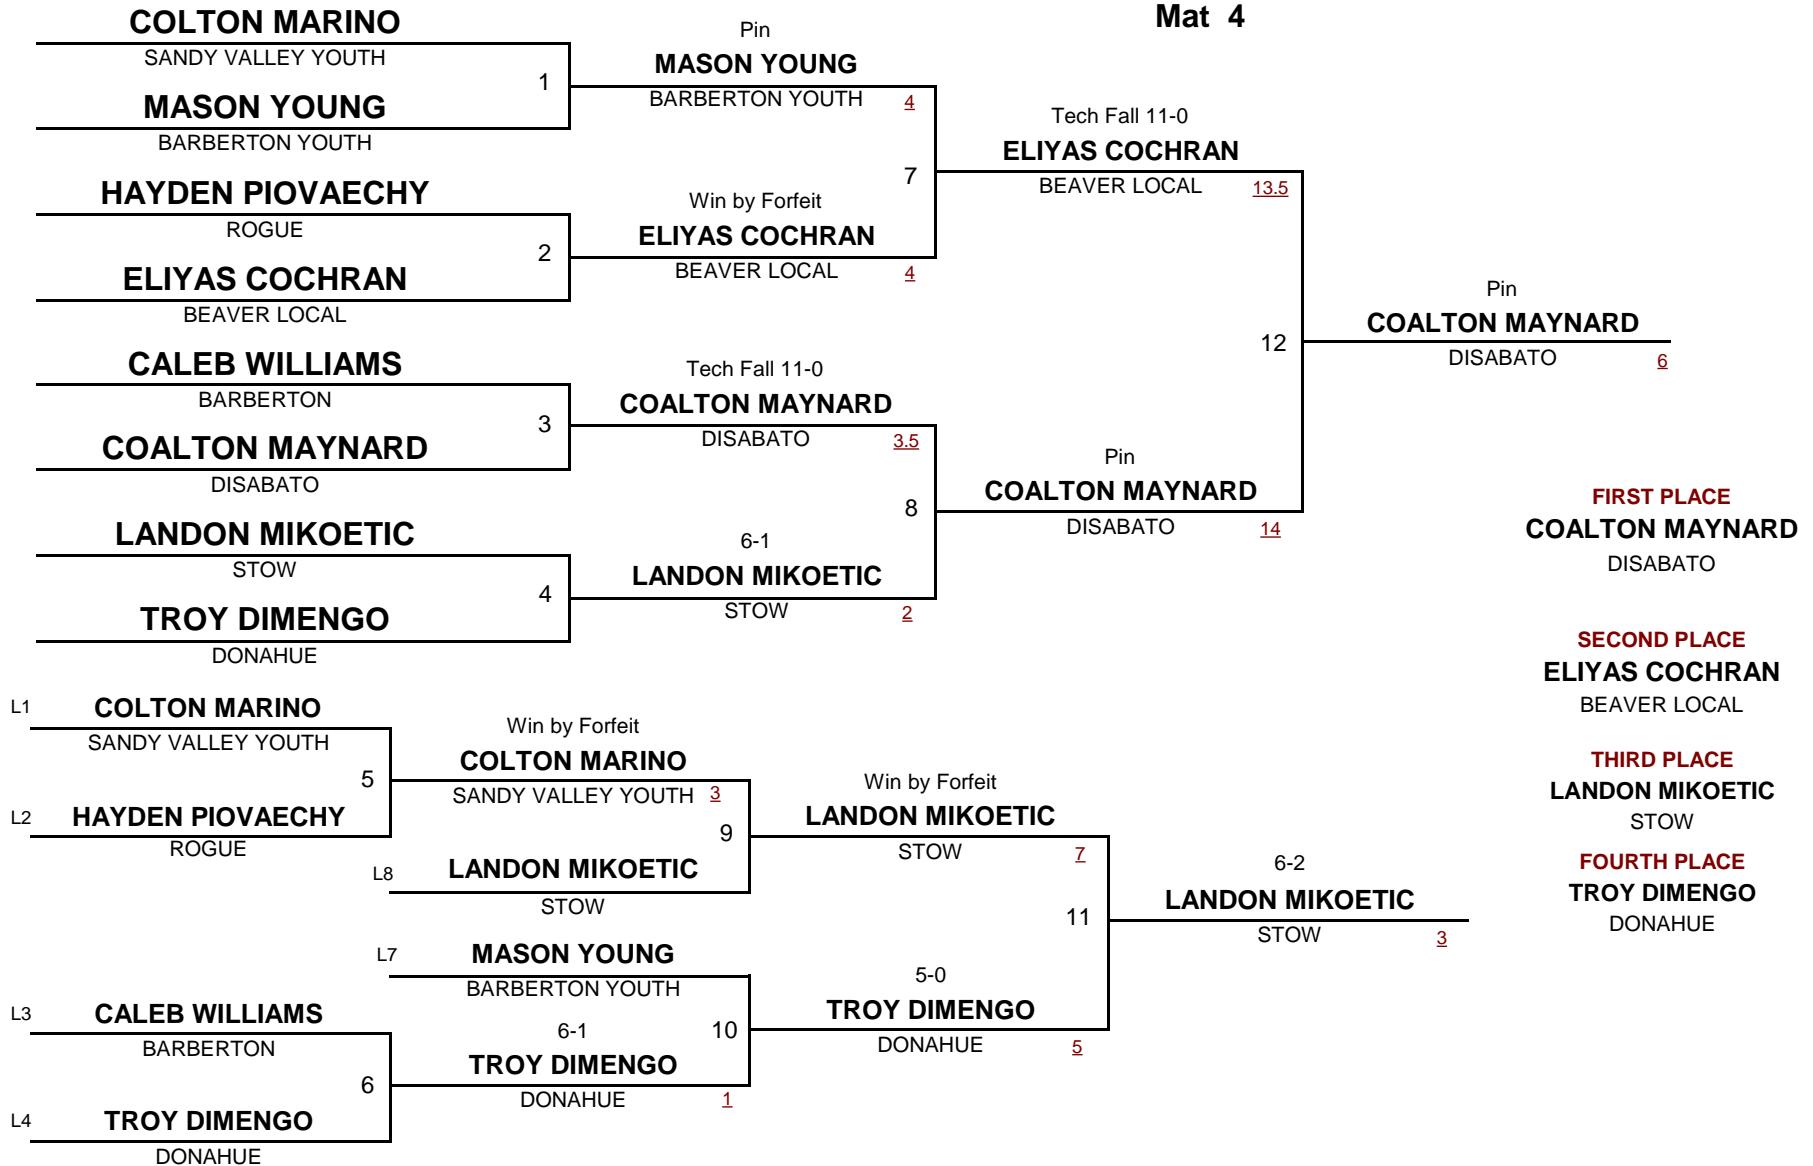 Mat 4
COLTON MARINO
SANDY VALLEY YOUTH
1
MASON YOUNG
BARBERTON YOUTH
HAYDEN PIOVAECHY
ROGUE
2
ELIYAS COCHRAN
BEAVER LOCAL
CALEB WILLIAMS
BARBERTON
3
COALTON MAYNARD
DISABATO
LANDON MIKOETIC
STOW
4
TROY DIMENGO
DONAHUE
Pin
MASON YOUNG
BARBERTON YOUTH 4
7
Win by Forfeit
ELIYAS COCHRAN
BEAVER LOCAL 4
Tech Fall 11-0
COALTON MAYNARD
DISABATO 3.5
8
6-1
LANDON MIKOETIC
STOW 2
Tech Fall 11-0
ELIYAS COCHRAN
BEAVER LOCAL 13.5
12
Pin
COALTON MAYNARD
DISABATO 14
Pin
COALTON MAYNARD
DISABATO 6
L1 COLTON MARINO
SANDY VALLEY YOUTH
5
L2 HAYDEN PIOVAECHY
ROGUE
L3 CALEB WILLIAMS
BARBERTON
6
L4 TROY DIMENGO
DONAHUE
Win by Forfeit
COLTON MARINO
SANDY VALLEY YOUTH 3
9
L8 LANDON MIKOETIC
STOW
L7 MASON YOUNG
BARBERTON YOUTH
10
6-1
TROY DIMENGO
DONAHUE 1
Win by Forfeit
LANDON MIKOETIC
STOW 7
11
5-0
TROY DIMENGO
DONAHUE 5
6-2
LANDON MIKOETIC
STOW 3
FIRST PLACE
COALTON MAYNARD
DISABATO
SECOND PLACE
ELIYAS COCHRAN
BEAVER LOCAL
THIRD PLACE
LANDON MIKOETIC
STOW
FOURTH PLACE
TROY DIMENGO
DONAHUE